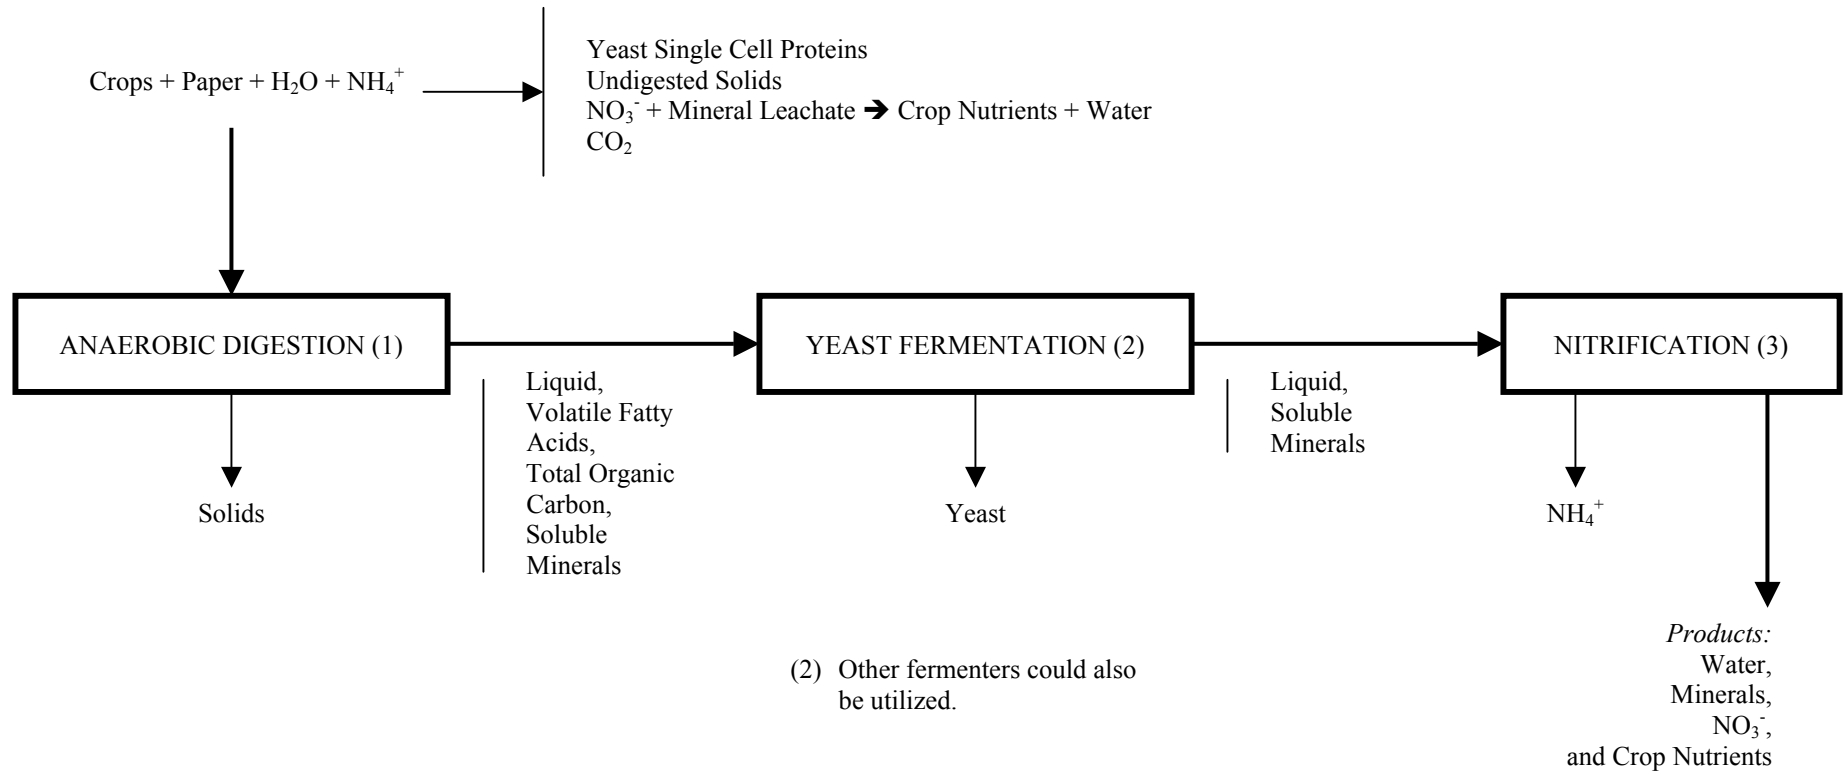 Crops + Paper + H₂O + NH₄⁺
Yeast Single Cell Proteins
Undigested Solids
NO₃⁻ + Mineral Leachate ➔ Crop Nutrients + Water
CO₂
ANAEROBIC DIGESTION (1)
YEAST FERMENTATION (2)
NITRIFICATION (3)
Liquid,
Volatile Fatty
Acids,
Total Organic
Carbon,
Soluble
Minerals
Liquid,
Soluble
Minerals
Solids
Yeast
NH₄⁺
(2) Other fermenters could also
be utilized.
Products:
Water,
Minerals,
NO₃⁻,
and Crop Nutrients